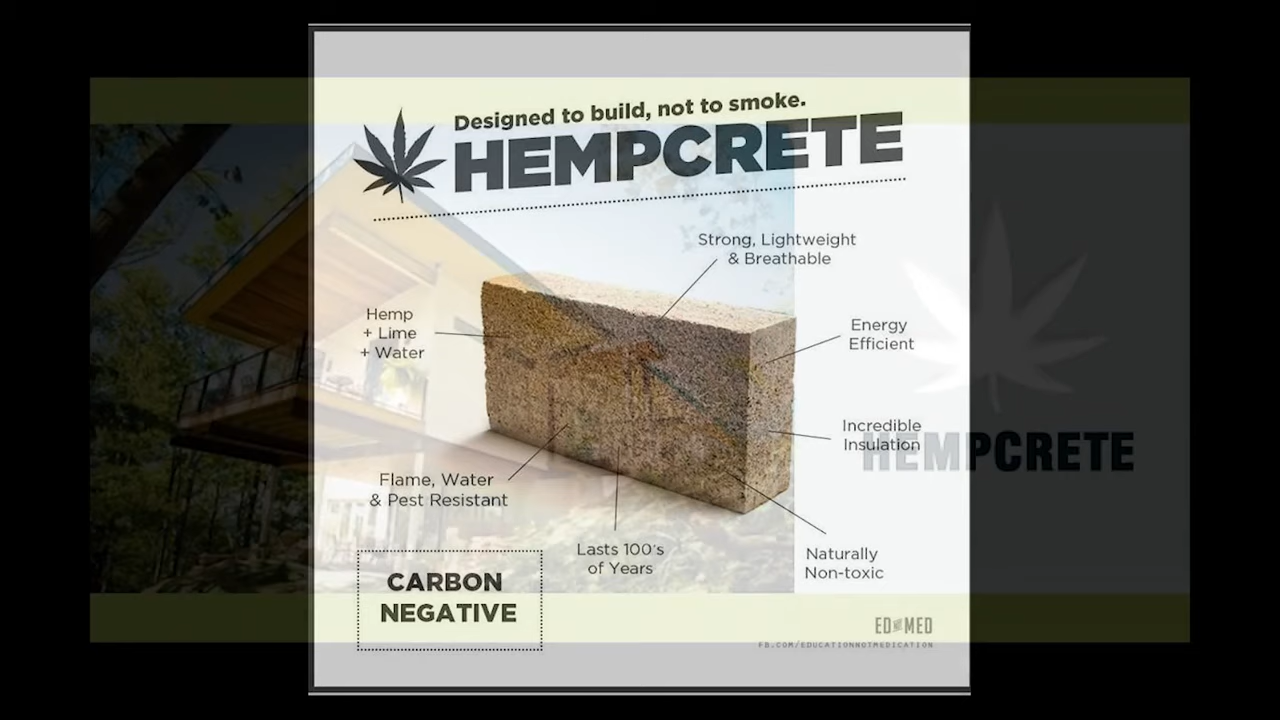 Designed to build, not to smoke.
HEMPCRETE
Strong, Lightweight
& Breathable
Hemp
+ Lime
+ Water
Energy
Efficient
Incredible
Insulation
HEMPCRETE
Flame, Water
& Pest Resistant
Lasts 100's
of Years
Naturally
Non-toxic
CARBON
NEGATIVE
ED MED
FB.COM/EDUCATIONNOTMEDICATION